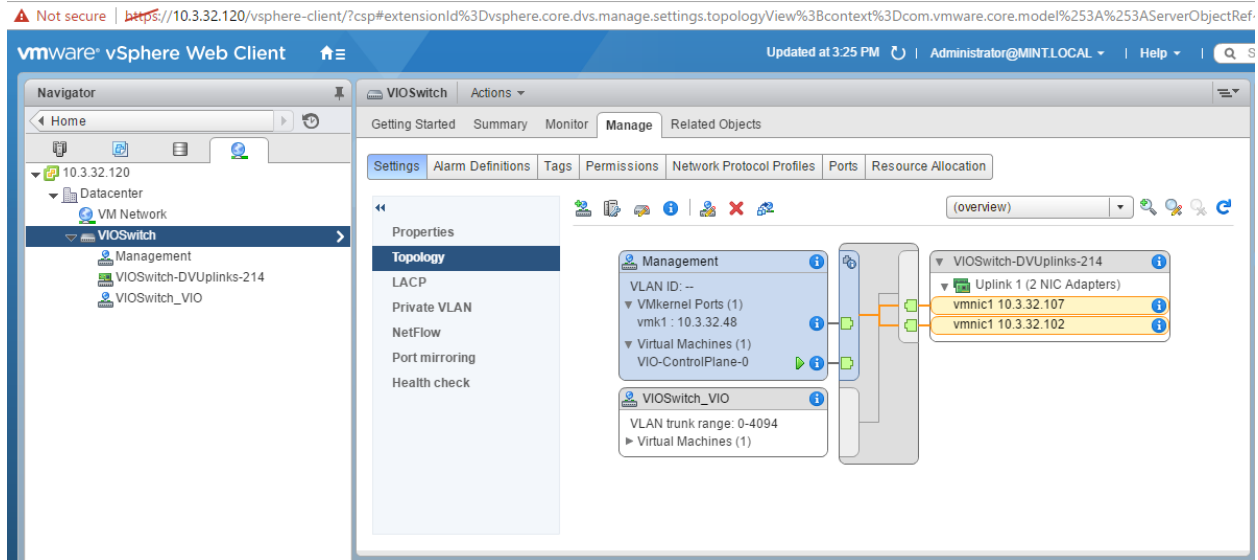 Not secure | https://10.3.32.120/vsphere-client/?csp#extensionId%3Dvsphere.core.dvs.manage.settings.topologyView%3Bcontext%3Dcom.vmware.core.model%253A%253AServerObjectRef-
vmware® vSphere Web Client
Updated at 3:25 PM | Administrator@MINT.LOCAL | Help | S
Navigator
Home
10.3.32.120
Datacenter
VM Network
VIOSwitch
Management
VIOSwitch-DVUplinks-214
VIOSwitch_VIO
VIOSwitch Actions
Getting Started Summary Monitor Manage Related Objects
Settings Alarm Definitions Tags Permissions Network Protocol Profiles Ports Resource Allocation
Properties
Topology
LACP
Private VLAN
NetFlow
Port mirroring
Health check
(overview)
Management
VLAN ID: --
VMkernel Ports (1)
vmk1 : 10.3.32.48
Virtual Machines (1)
VIO-ControlPlane-0
VIOSwitch_VIO
VLAN trunk range: 0-4094
Virtual Machines (1)
VIOSwitch-DVUplinks-214
Uplink 1 (2 NIC Adapters)
vmnic1 10.3.32.107
vmnic1 10.3.32.102